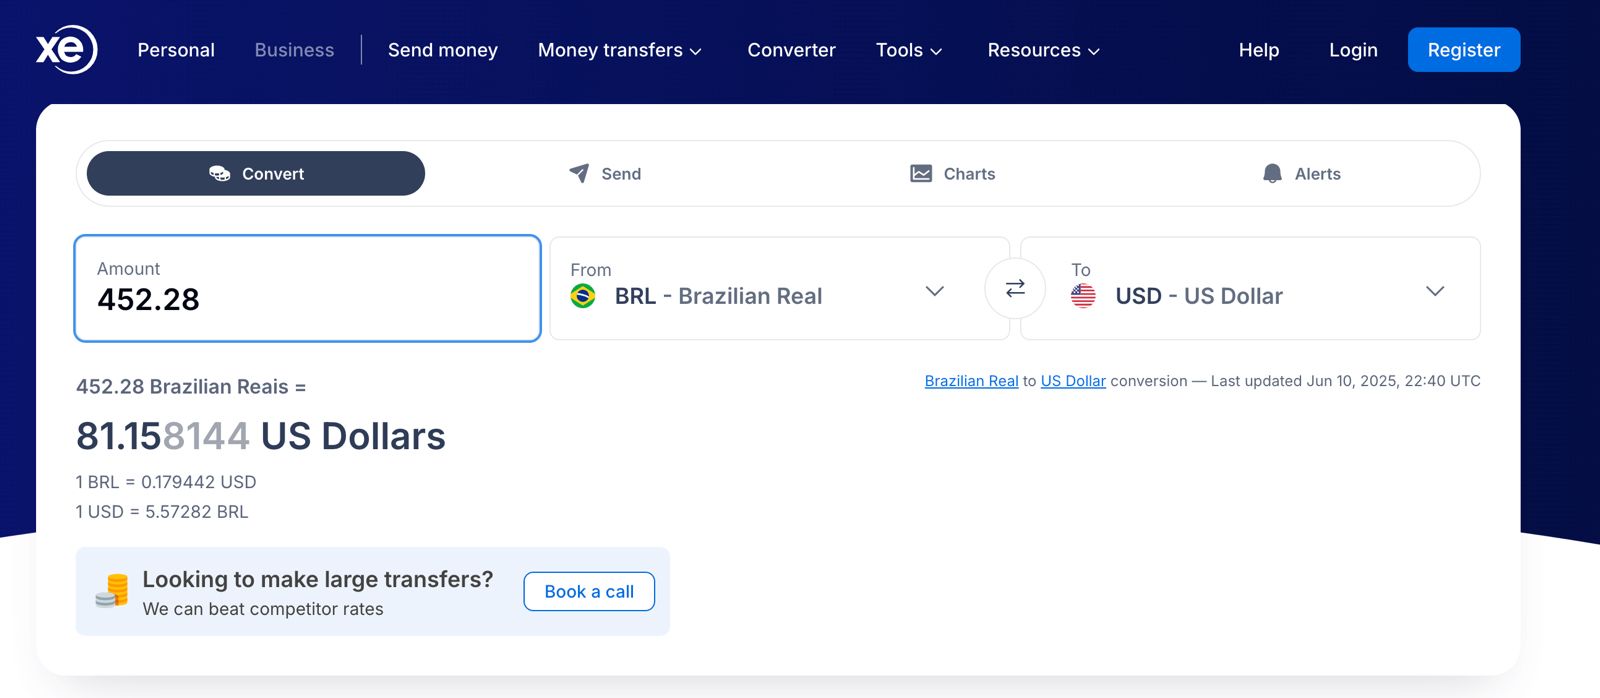 xe Personal Business Send money Money transfers Converter Tools Resources Help Login Register
Convert Send Charts Alerts
Amount
452.28
From
BRL - Brazilian Real
To
USD - US Dollar
452.28 Brazilian Reais =
Brazilian Real to US Dollar conversion — Last updated Jun 10, 2025, 22:40 UTC
81.158144 US Dollars
1 BRL = 0.179442 USD
1 USD = 5.57282 BRL
Looking to make large transfers?
We can beat competitor rates
Book a call